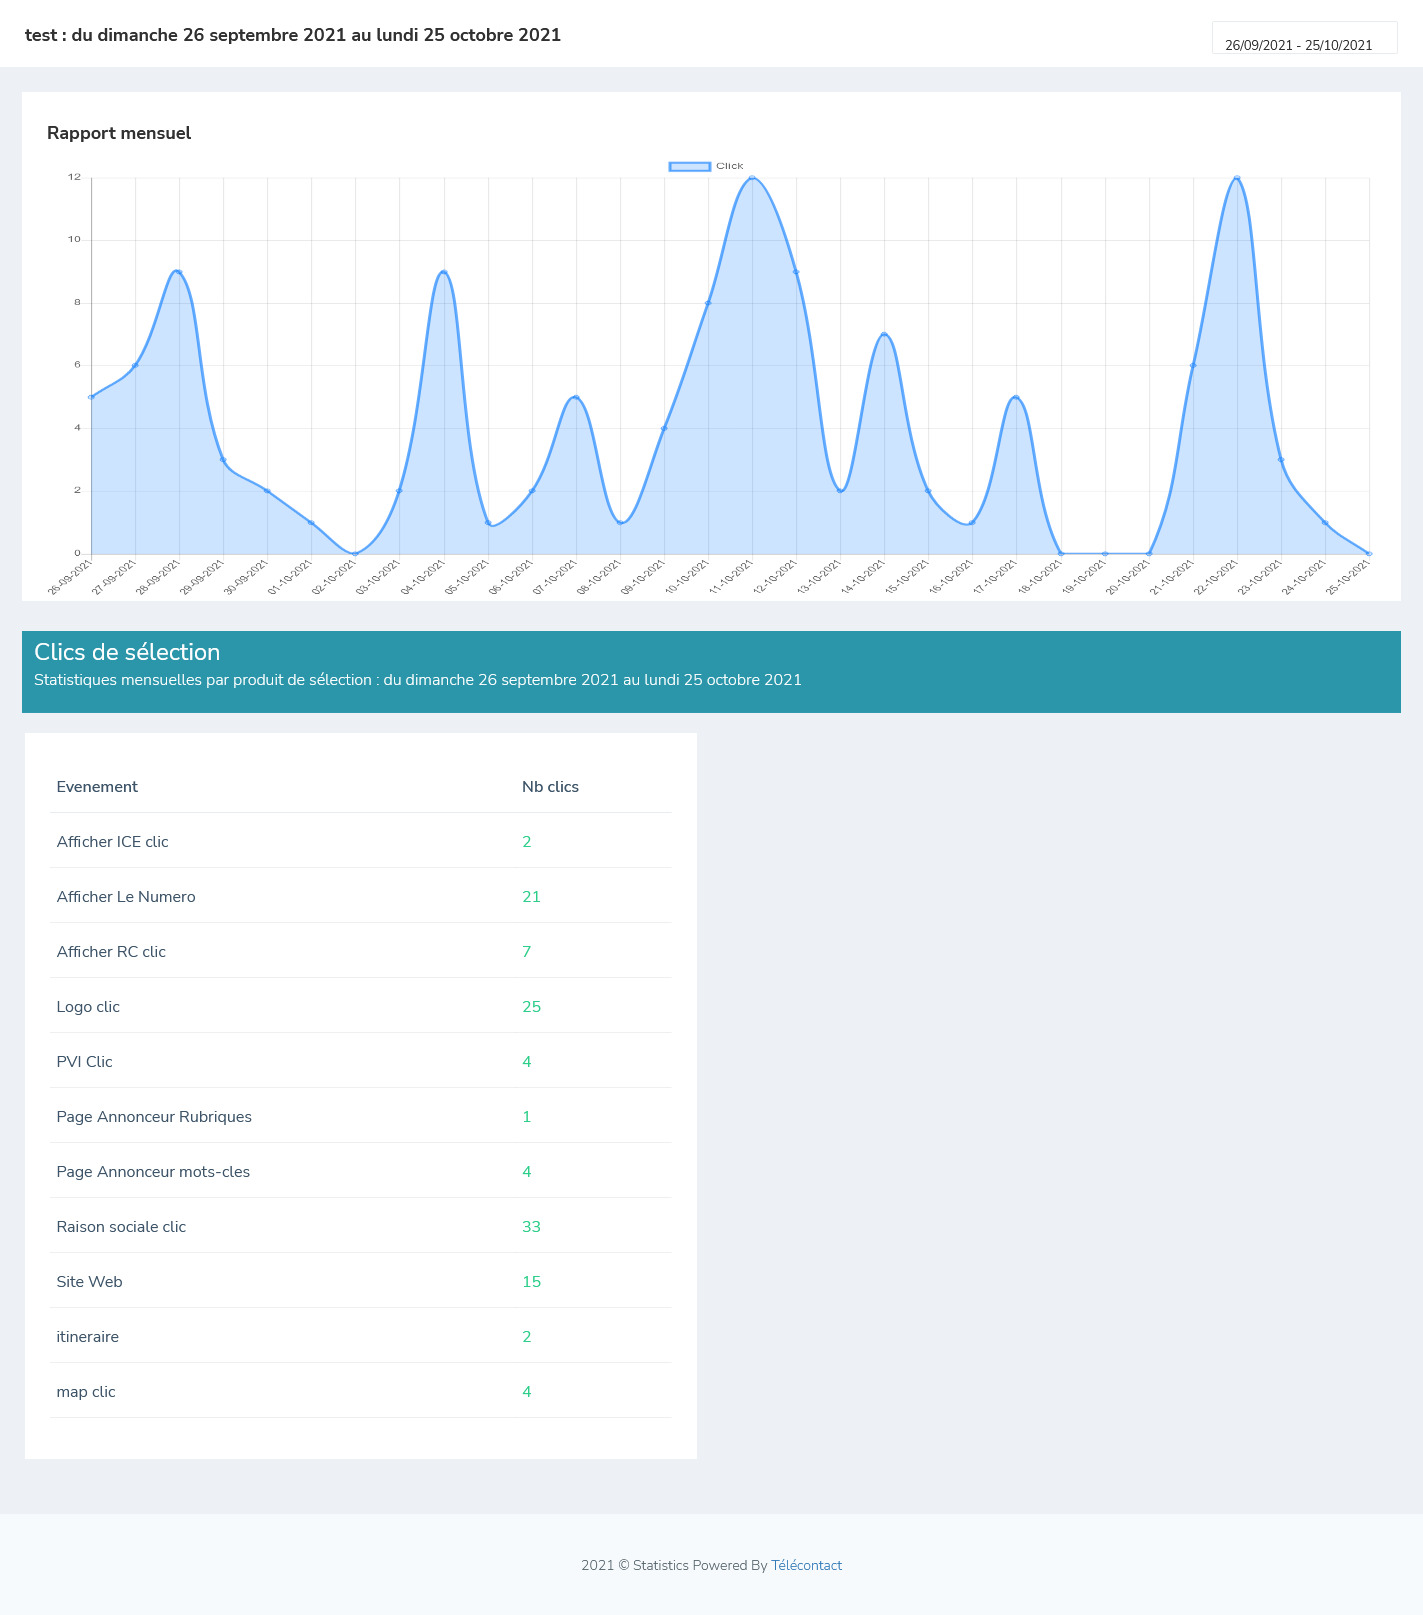 test : du dimanche 26 septembre 2021 au lundi 25 octobre 2021
26/09/2021 - 25/10/2021
Rapport mensuel
Click
12
10
8
6
4
2
0
26-09-2021
27-09-2021
28-09-2021
29-09-2021
30-09-2021
01-10-2021
02-10-2021
03-10-2021
04-10-2021
05-10-2021
06-10-2021
07-10-2021
08-10-2021
09-10-2021
10-10-2021
11-10-2021
12-10-2021
13-10-2021
14-10-2021
15-10-2021
16-10-2021
17-10-2021
18-10-2021
19-10-2021
20-10-2021
21-10-2021
22-10-2021
23-10-2021
24-10-2021
25-10-2021
Clics de sélection
Statistiques mensuelles par produit de sélection : du dimanche 26 septembre 2021 au lundi 25 octobre 2021
Evenement Nb clics
Afficher ICE clic 2
Afficher Le Numero 21
Afficher RC clic 7
Logo clic 25
PVI Clic 4
Page Annonceur Rubriques 1
Page Annonceur mots-cles 4
Raison sociale clic 33
Site Web 15
itineraire 2
map clic 4
2021 © Statistics Powered By Télécontact